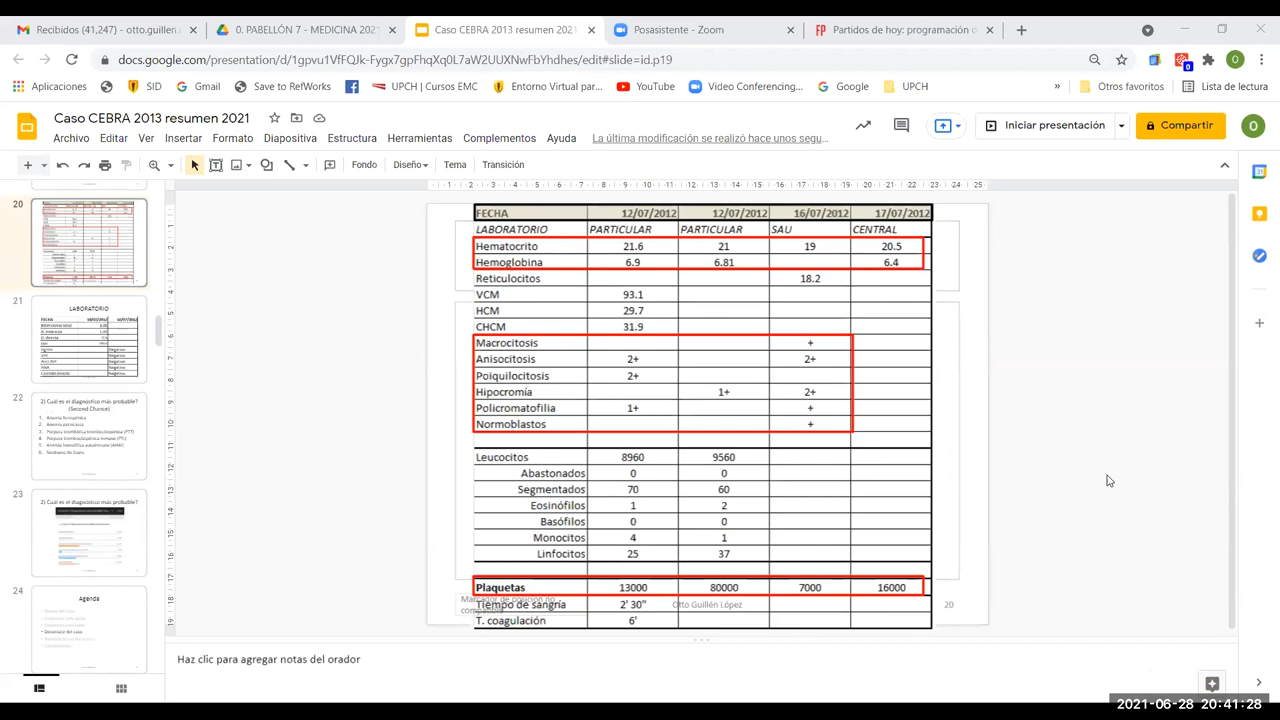 Recibidos (41,247) - otto.guillen.
0. PABELLÓN 7 - MEDICINA 2021
Caso CEBRA 2013 resumen 2021
Posasistente - Zoom
Partidos de hoy: programación o
docs.google.com/presentation/d/1gpvu1VfFQJk-Fygx7gpFhqXq0L7aWUUXNwFbYhdhes/edit#slide=id.p19
Aplicaciones
SID
Gmail
Save to RefWorks
UPCH | Cursos EMC
Entorno Virtual par...
YouTube
Video Conferencing...
Google
UPCH
»
Otros favoritos
Lista de lectura
Caso CEBRA 2013 resumen 2021
Iniciar presentación
Compartir
O
Archivo Editar Ver Insertar Formato Diapositiva Estructura Herramientas Complementos Ayuda
La última modificación se realizó hace unos segu...
Fondo Diseño Tema Transición
20
21
LABORATORIO
22
2) Cuál es el diagnóstico más probable?
(Second Chance)
23
2) Cuál es el diagnóstico más probable?
24
Agenda
FECHA 12/07/2012 12/07/2012 16/07/2012 17/07/2012
LABORATORIO PARTICULAR PARTICULAR SAU CENTRAL
Hematocrito 21.6 21 19 20.5
Hemoglobina 6.9 6.81 6.4
Reticulocitos 18.2
VCM 93.1
HCM 29.7
CHCM 31.9
Macrocitosis +
Anisocitosis 2+ 2+
Poiquilocitosis 2+
Hipocromía 1+ 2+
Policromatofilia 1+ +
Normoblastos +
Leucocitos 8960 9560
Abastonados 0 0
Segmentados 70 60
Eosinófilos 1 2
Basófilos 0 0
Monocitos 4 1
Linfocitos 25 37
Plaquetas 13000 80000 7000 16000
Marcador de posición no
Tiempo de sangría 2' 30"
Otto Guillén López
20
T. coagulación 6'
Haz clic para agregar notas del orador
2021-06-28 20:41:28